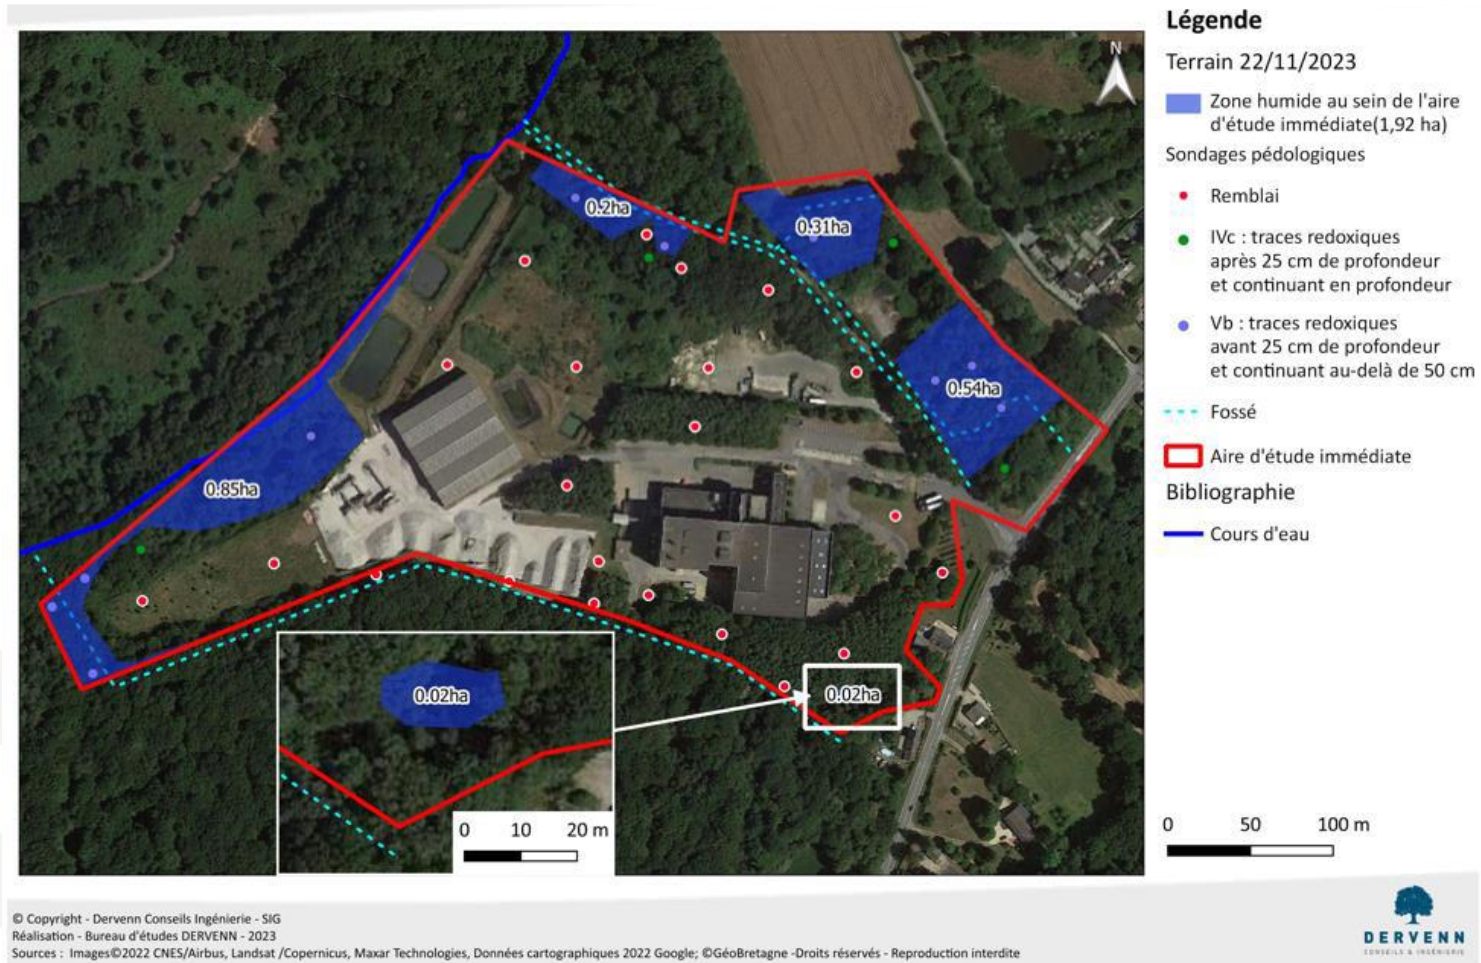 Légende
Terrain 22/11/2023
Zone humide au sein de l'aire
d'étude immédiate(1,92 ha)
Sondages pédologiques
Remblai
IVc : traces redoxiques
après 25 cm de profondeur
et continuant en profondeur
Vb : traces redoxiques
avant 25 cm de profondeur
et continuant au-delà de 50 cm
Fossé
Aire d'étude immédiate
Bibliographie
Cours d'eau
N
0.2ha
0.31ha
0.54ha
0.85ha
0.02ha
0.02ha
0 10 20 m
0 50 100 m
© Copyright - Dervenn Conseils Ingénierie - SIG
Réalisation - Bureau d'études DERVENN - 2023
Sources : Images©2022 CNES/Airbus, Landsat /Copernicus, Maxar Technologies, Données cartographiques 2022 Google; ©GéoBretagne -Droits réservés - Reproduction interdite
DERVENN
CONSEILS & INGÉNIERIE